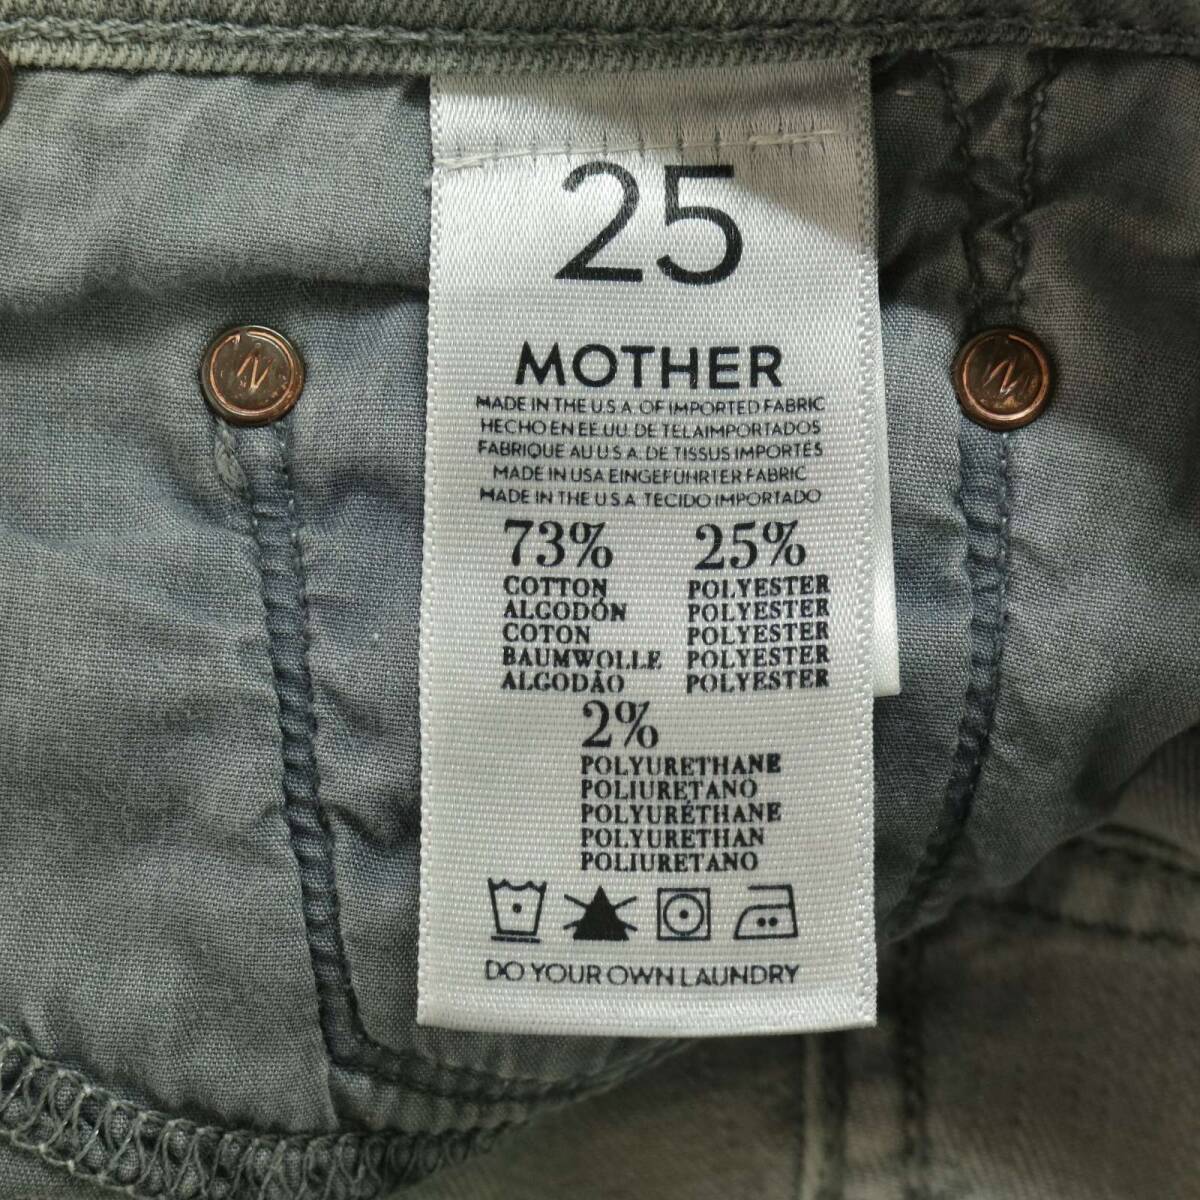 25
MOTHER
MADE IN THE U.S.A. OF IMPORTED FABRIC
HECHO EN EE.UU. DE TELA IMPORTADOS
FABRIQUE AU U.S.A. DE TISSUS IMPORTÉS
MADE IN USA EINGEFÜHRTER FABRIC
MADE IN THE U.S.A. TECIDO IMPORTADO
73% 25%
COTTON POLYESTER
ALGODÓN POLYESTER
COTON POLYESTER
BAUMWOLLE POLYESTER
ALGODÃO POLYESTER
2%
POLYURETHANE
POLIURETANO
POLYURÉTHANE
POLYURETHAN
POLIURETANO
DO YOUR OWN LAUNDRY